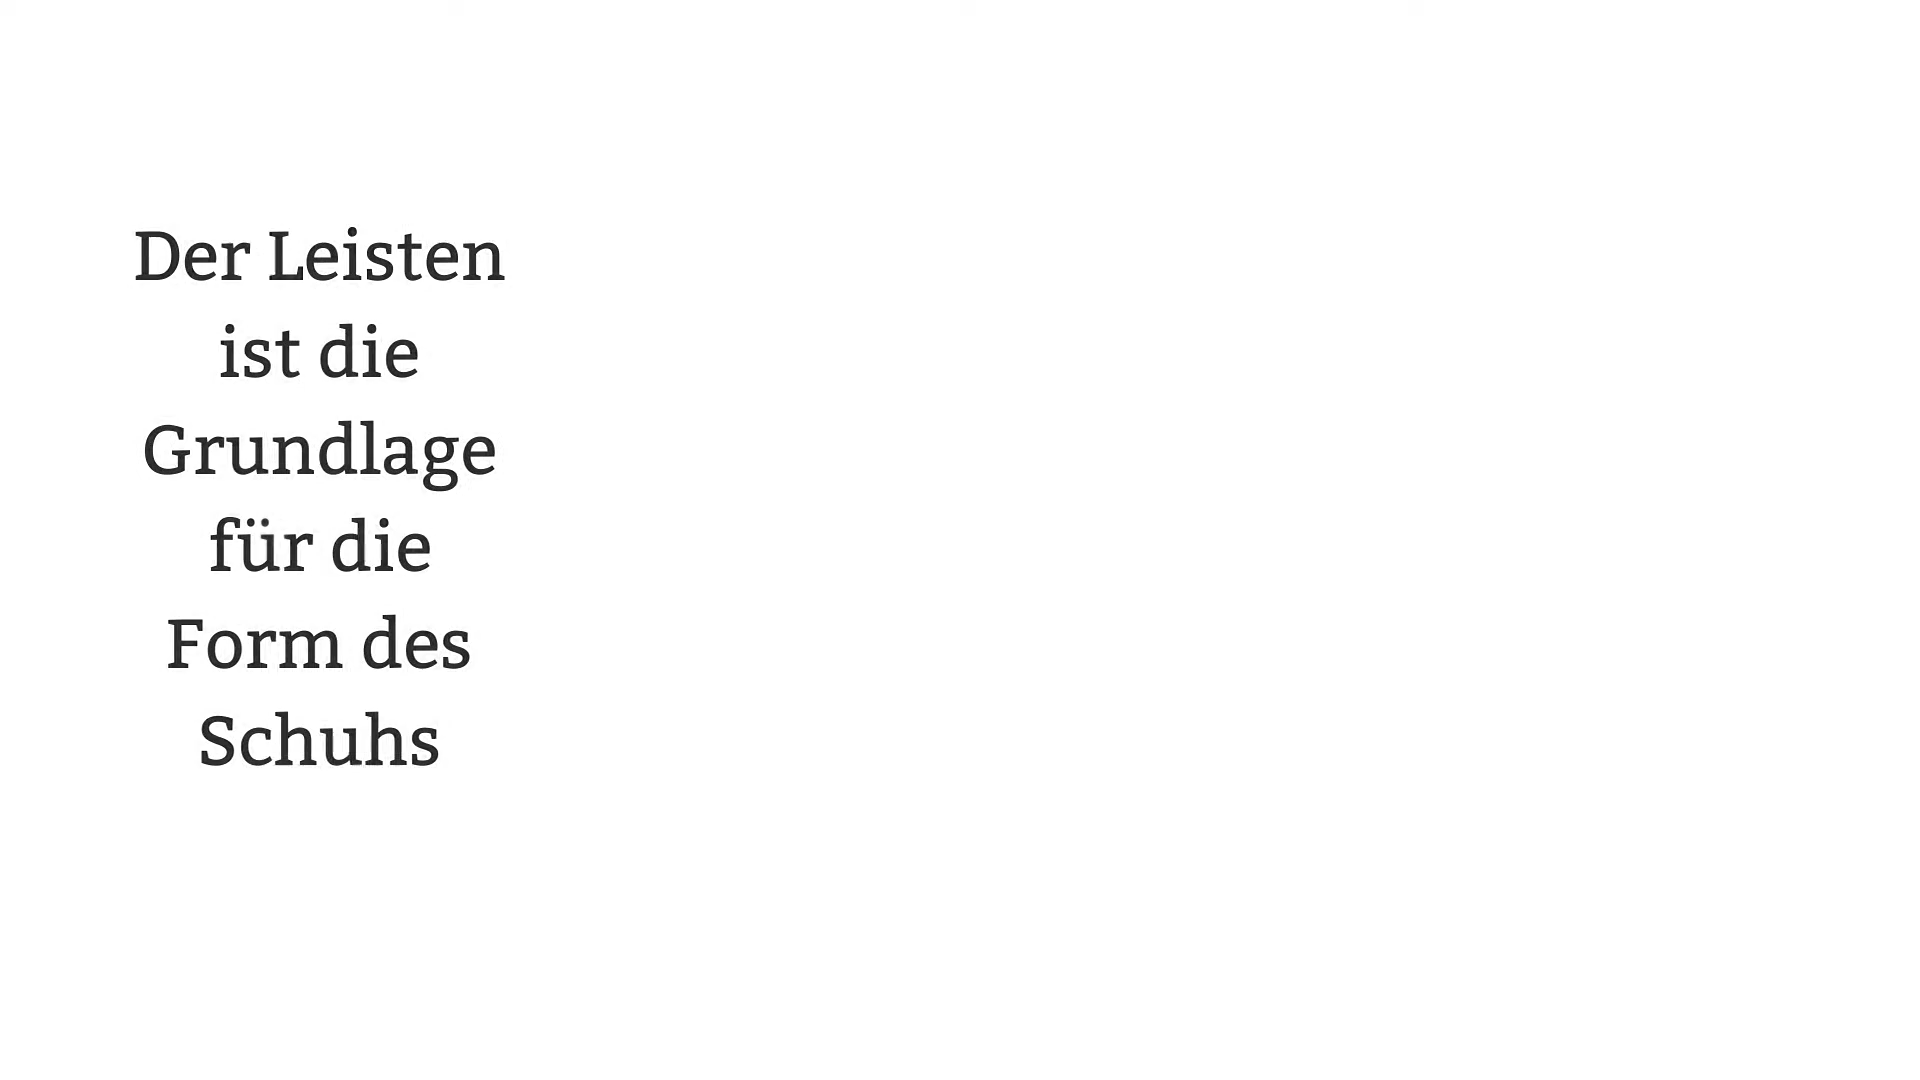 Der Leisten
ist die
Grundlage
für die
Form des
Schuhs